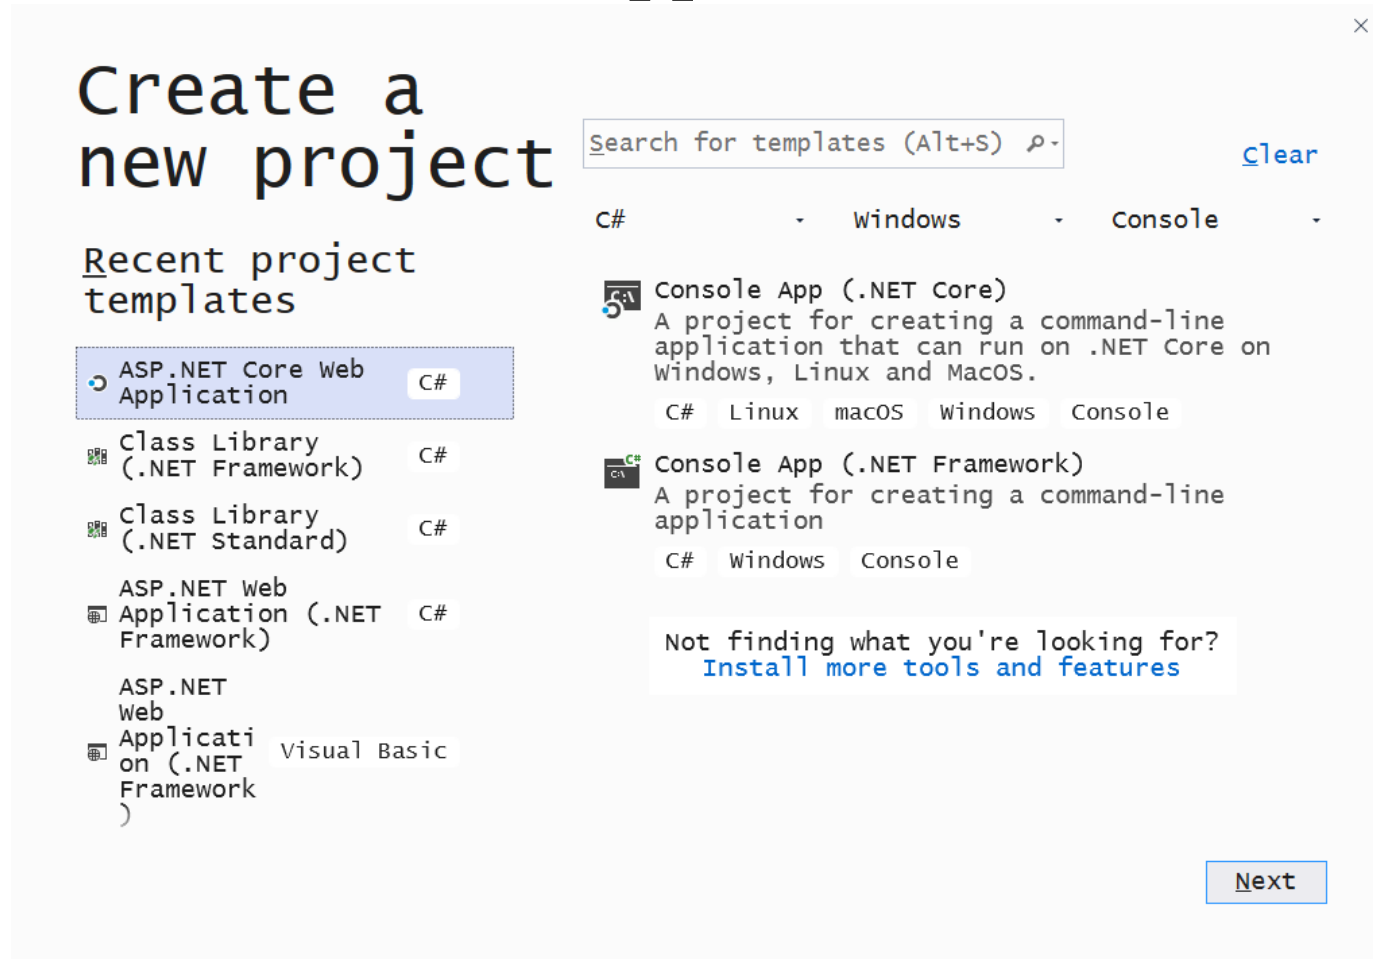 Create a
new project
Recent project
templates
ASP.NET Core Web
Application
C#
Class Library
(.NET Framework)
C#
Class Library
(.NET Standard)
C#
ASP.NET Web
Application (.NET
Framework)
C#
ASP.NET
Web
Applicati
on (.NET
Framework
)
Visual Basic
Search for templates (Alt+S)
Clear
C#
Windows
Console
Console App (.NET Core)
A project for creating a command-line
application that can run on .NET Core on
Windows, Linux and MacOS.
C# Linux macOS Windows Console
Console App (.NET Framework)
A project for creating a command-line
application
C# Windows Console
Not finding what you're looking for?
Install more tools and features
Next